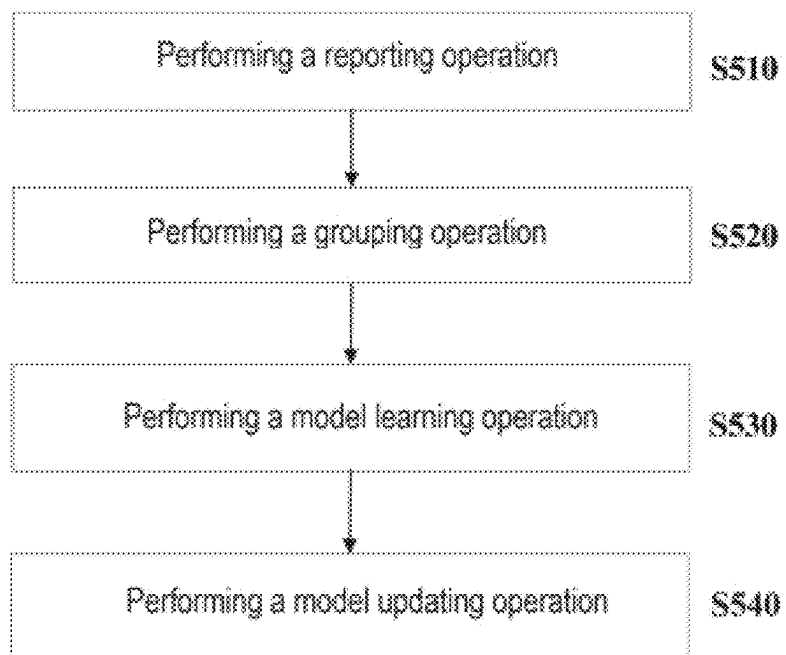 Performing a reporting operation S510
Performing a grouping operation S520
Performing a model learning operation S530
Performing a model updating operation S540